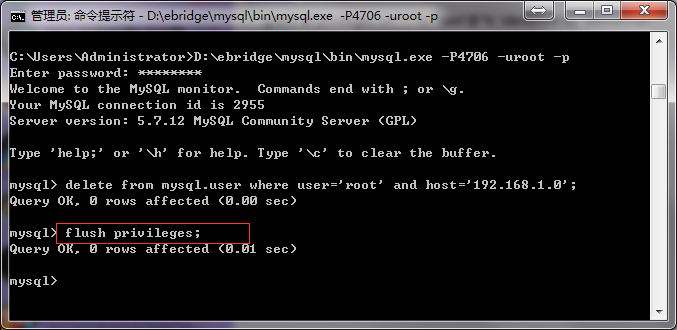 管理员: 命令提示符 - D:\ebridge\mysql\bin\mysql.exe  -P4706 -uroot -p
C:\Users\Administrator>D:\ebridge\mysql\bin\mysql.exe -P4706 -uroot -p
Enter password: ********
Welcome to the MySQL monitor.  Commands end with ; or \g.
Your MySQL connection id is 2955
Server version: 5.7.12 MySQL Community Server (GPL)
Type 'help;' or '\h' for help. Type '\c' to clear the buffer.
mysql> delete from mysql.user where user='root' and host='192.168.1.0';
Query OK, 0 rows affected (0.00 sec)
mysql> flush privileges;
Query OK, 0 rows affected (0.01 sec)
mysql>